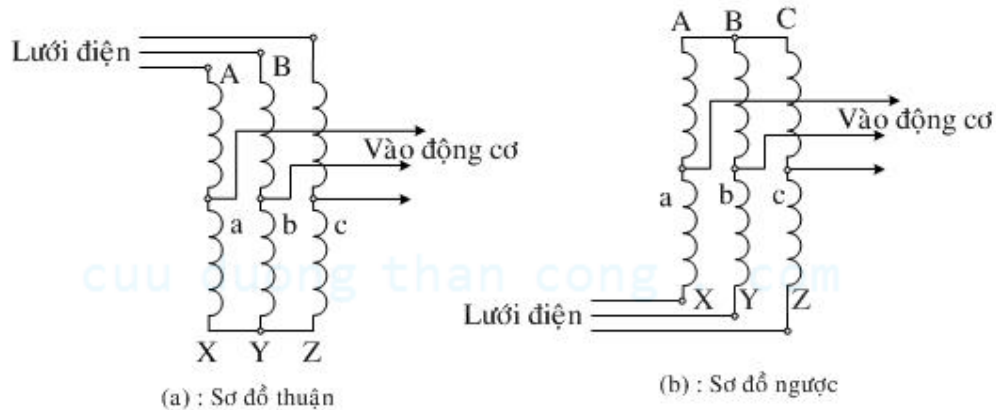 Lưới điện
A
B
Vào động cơ
a
b
c
X Y Z
(a) : Sơ đồ thuận
A B C
Vào động cơ
a
b
c
X Y Z
Lưới điện
(b) : Sơ đồ ngược
cuu duong than cong . com